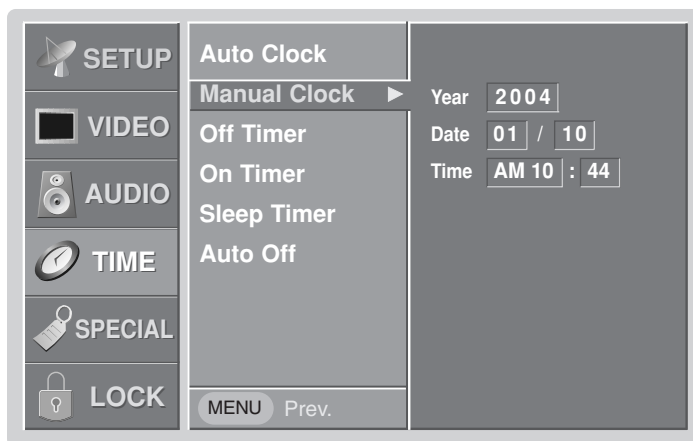 SETUP
VIDEO
AUDIO
TIME
SPECIAL
LOCK
Auto Clock
Manual Clock ►
Off Timer
On Timer
Sleep Timer
Auto Off
MENU Prev.
Year 2004
Date 01 / 10
Time AM 10 : 44